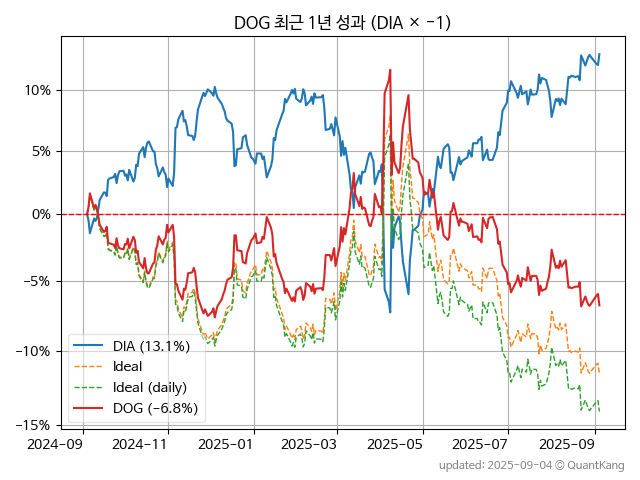 DOG 최근 1년 성과 (DIA × −1)
10%
5%
0%
−5%
−10%
−15%
DIA (13.1%)
Ideal
Ideal (daily)
DOG (−6.8%)
2024-09 2024-11 2025-01 2025-03 2025-05 2025-07 2025-09
updated: 2025-09-04 © QuantKang